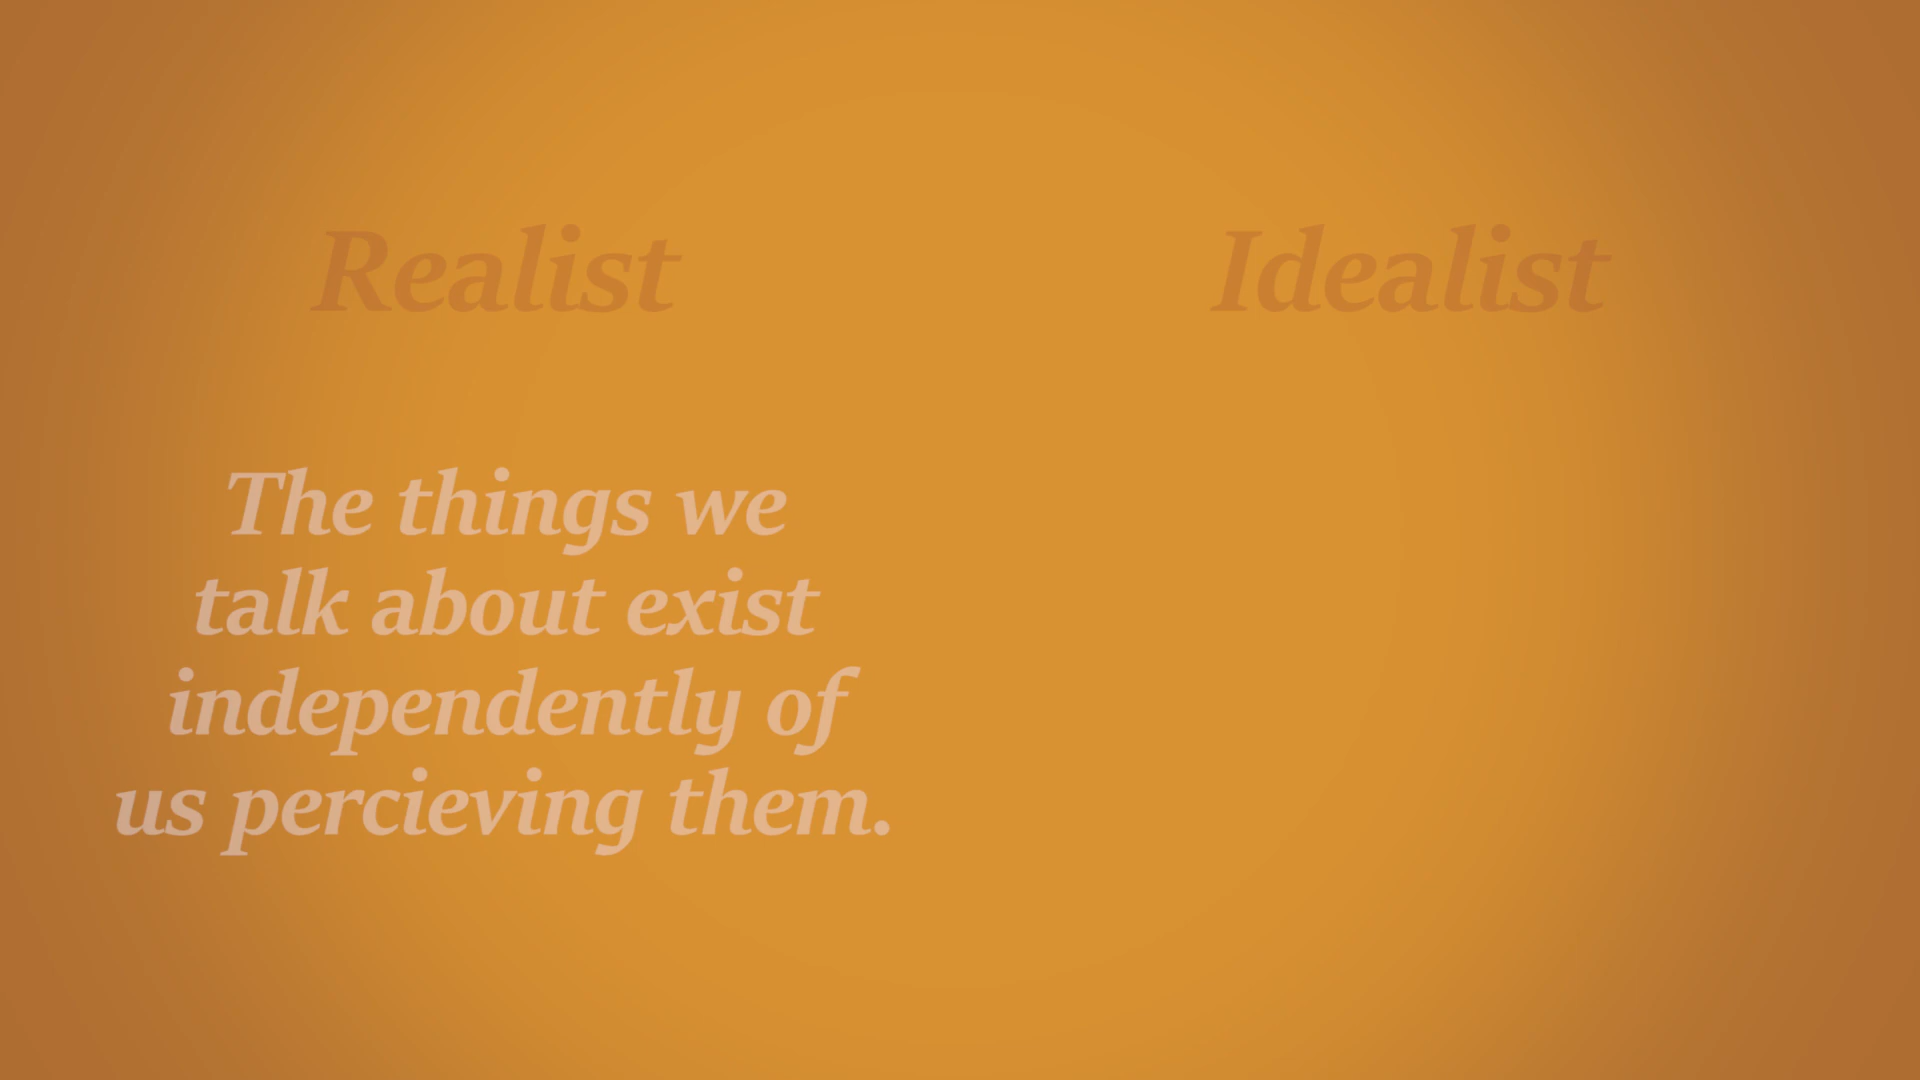 Realist
Idealist
The things we
talk about exist
independently of
us percieving them.